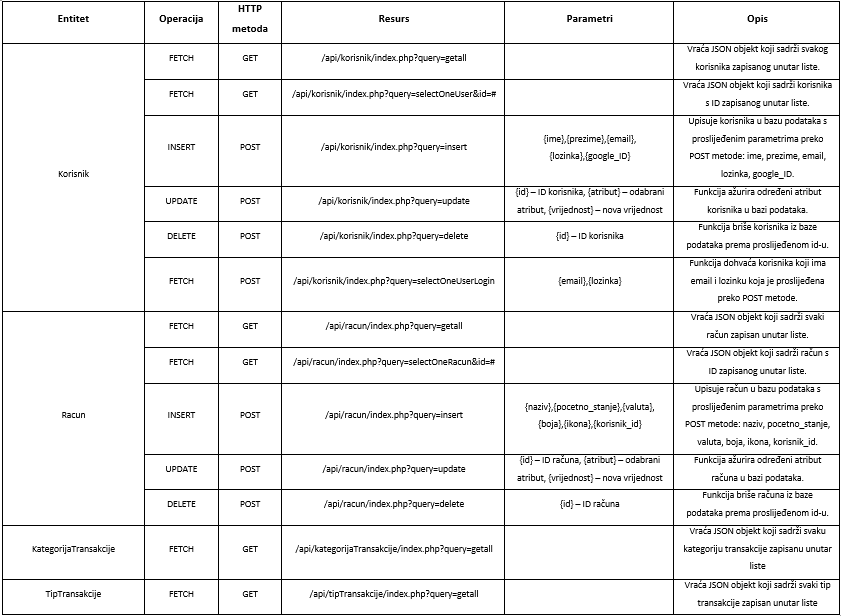 Entitet
Operacija
HTTP
metoda
Resurs
Parametri
Opis
Korisnik
FETCH
GET
/api/korisnik/index.php?query=getall
Vraća JSON objekt koji sadrži svakog
korisnika zapisanog unutar liste.
FETCH
GET
/api/korisnik/index.php?query=selectOneUser&id=#
Vraća JSON objekt koji sadrži korisnika
s ID zapisanog unutar liste.
INSERT
POST
/api/korisnik/index.php?query=insert
{ime},{prezime},{email},
{lozinka},{google_ID}
Upisuje korisnika u bazu podataka s
proslijeđenim parametrima preko
POST metode: ime, prezime, email,
lozinka, google_ID.
UPDATE
POST
/api/korisnik/index.php?query=update
{id} – ID korisnika, {atribut} – odabrani
atribut, {vrijednost} – nova vrijednost
Funkcija ažurira određeni atribut
korisnika u bazi podataka.
DELETE
POST
/api/korisnik/index.php?query=delete
{id} – ID korisnika
Funkcija briše korisnika iz baze
podataka prema proslijeđenom id-u.
FETCH
POST
/api/korisnik/index.php?query=selectOneUserLogin
{email},{lozinka}
Funkcija dohvaća korisnika koji ima
email i lozinku koja je proslijeđena
preko POST metode.
Racun
FETCH
GET
/api/racun/index.php?query=getall
Vraća JSON objekt koji sadrži svaki
račun zapisan unutar liste.
FETCH
GET
/api/racun/index.php?query=selectOneRacun&id=#
Vraća JSON objekt koji sadrži račun s
ID zapisanog unutar liste.
INSERT
POST
/api/racun/index.php?query=insert
{naziv},{pocetno_stanje},{valuta},
{boja},{ikona},{korisnik_id}
Upisuje račun u bazu podataka s
proslijeđenim parametrima preko
POST metode: naziv, pocetno_stanje,
valuta, boja, ikona, korisnik_id.
UPDATE
POST
/api/racun/index.php?query=update
{id} – ID računa, {atribut} – odabrani
atribut, {vrijednost} – nova vrijednost
Funkcija ažurira određeni atribut
računa u bazi podataka.
DELETE
POST
/api/racun/index.php?query=delete
{id} – ID računa
Funkcija briše računa iz baze
podataka prema proslijeđenom id-u.
KategorijaTransakcije
FETCH
GET
/api/kategorijaTransakcije/index.php?query=getall
Vraća JSON objekt koji sadrži svaku
kategoriju transakcije zapisanu unutar
liste
TipTransakcije
FETCH
GET
/api/tipTransakcije/index.php?query=getall
Vraća JSON objekt koji sadrži svaki tip
transakcije zapisan unutar liste